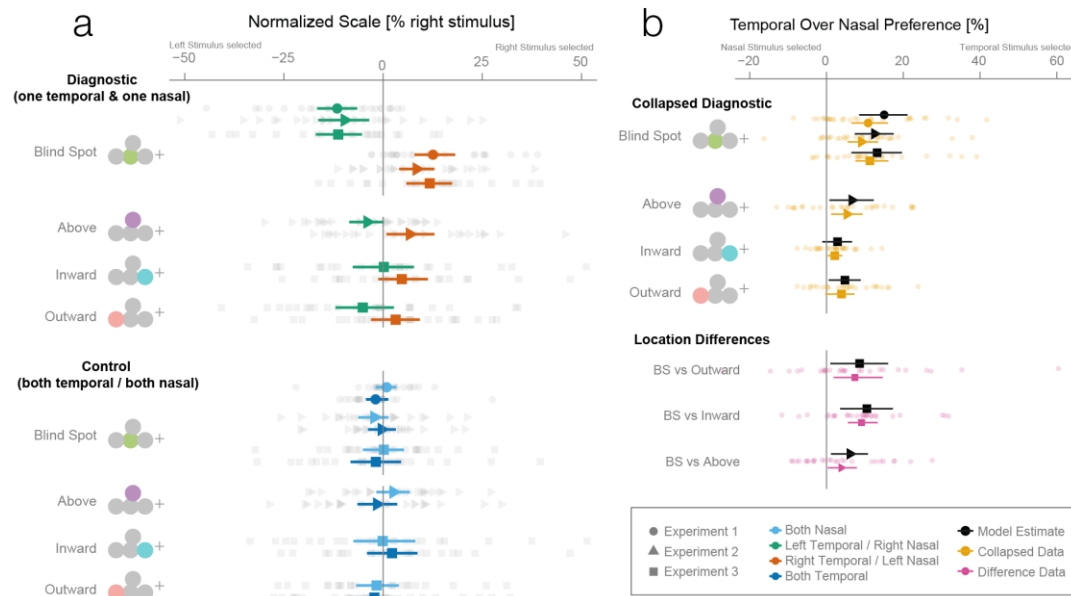 a
Normalized Scale [% right stimulus]
Left Stimulus selected
Right Stimulus selected
−50 −25 0 25 50
Diagnostic
(one temporal & one nasal)
Blind Spot
+
Above
+
Inward
+
Outward
+
Control
(both temporal / both nasal)
Blind Spot
+
Above
+
Inward
+
Outward
+
b
Temporal Over Nasal Preference [%]
Nasal Stimulus selected
Temporal Stimulus selecte
−20 0 20 40 60
Collapsed Diagnostic
Blind Spot
+
Above
+
Inward
+
Outward
+
Location Differences
BS vs Outward
BS vs Inward
BS vs Above
Experiment 1
Experiment 2
Experiment 3
Both Nasal
Left Temporal / Right Nasal
Right Temporal / Left Nasal
Both Temporal
Model Estimate
Collapsed Data
Difference Data